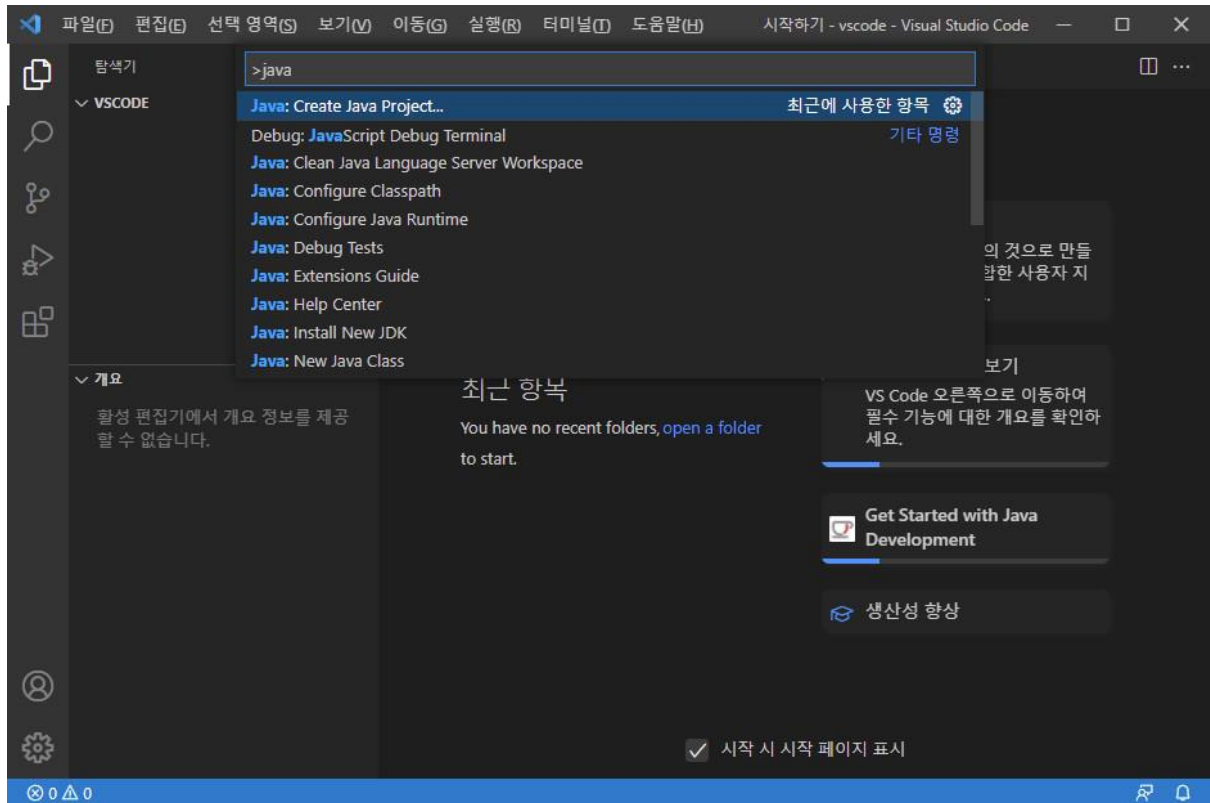 파일(F) 편집(E) 선택 영역(S) 보기(V) 이동(G) 실행(R) 터미널(T) 도움말(H) 시작하기 - vscode - Visual Studio Code
탐색기
VSCODE
>java
Java: Create Java Project... 최근에 사용한 항목
Debug: JavaScript Debug Terminal 기타 명령
Java: Clean Java Language Server Workspace
Java: Configure Classpath
Java: Configure Java Runtime
Java: Debug Tests
Java: Extensions Guide
Java: Help Center
Java: Install New JDK
Java: New Java Class
개요
활성 편집기에서 개요 정보를 제공
할 수 없습니다.
최근 항목
You have no recent folders, open a folder
to start.
의 것으로 만들
합한 사용자 지
보기
VS Code 오른쪽으로 이동하여
필수 기능에 대한 개요를 확인하
세요.
Get Started with Java
Development
생산성 향상
시작 시 시작 페이지 표시
0 0